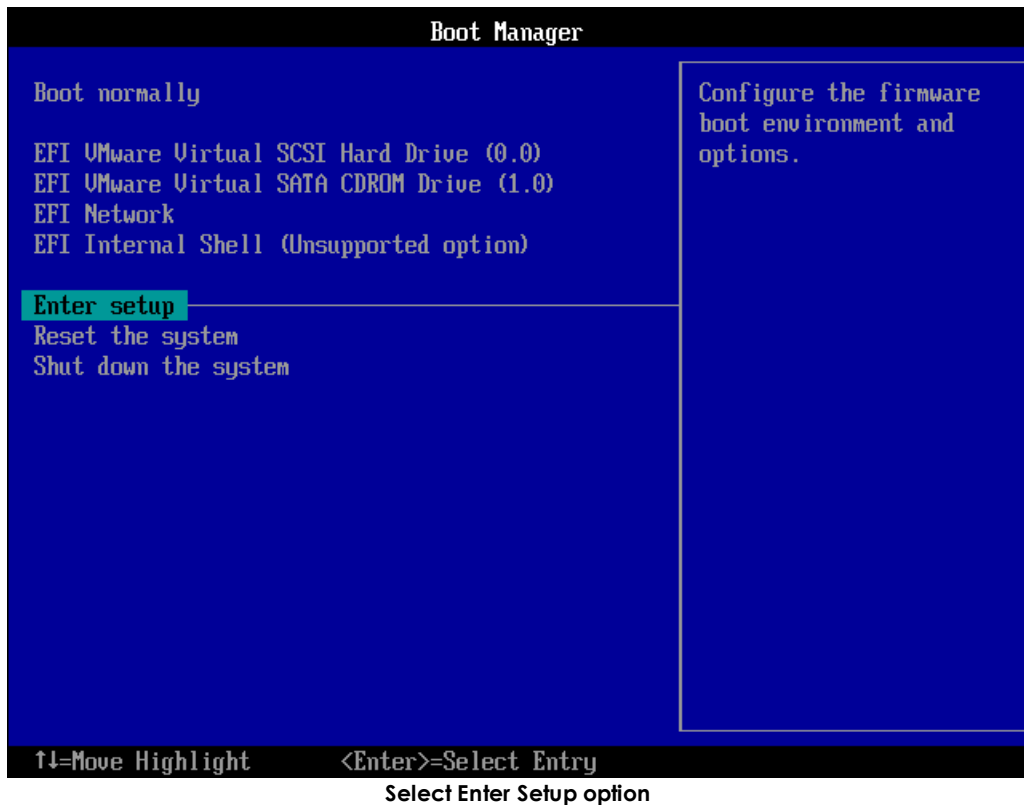 Boot Manager
Boot normally
EFI VMware Virtual SCSI Hard Drive (0.0)
EFI VMware Virtual SATA CDROM Drive (1.0)
EFI Network
EFI Internal Shell (Unsupported option)
Enter setup
Reset the system
Shut down the system
Configure the firmware
boot environment and
options.
↑↓=Move Highlight <Enter>=Select Entry
Select Enter Setup option